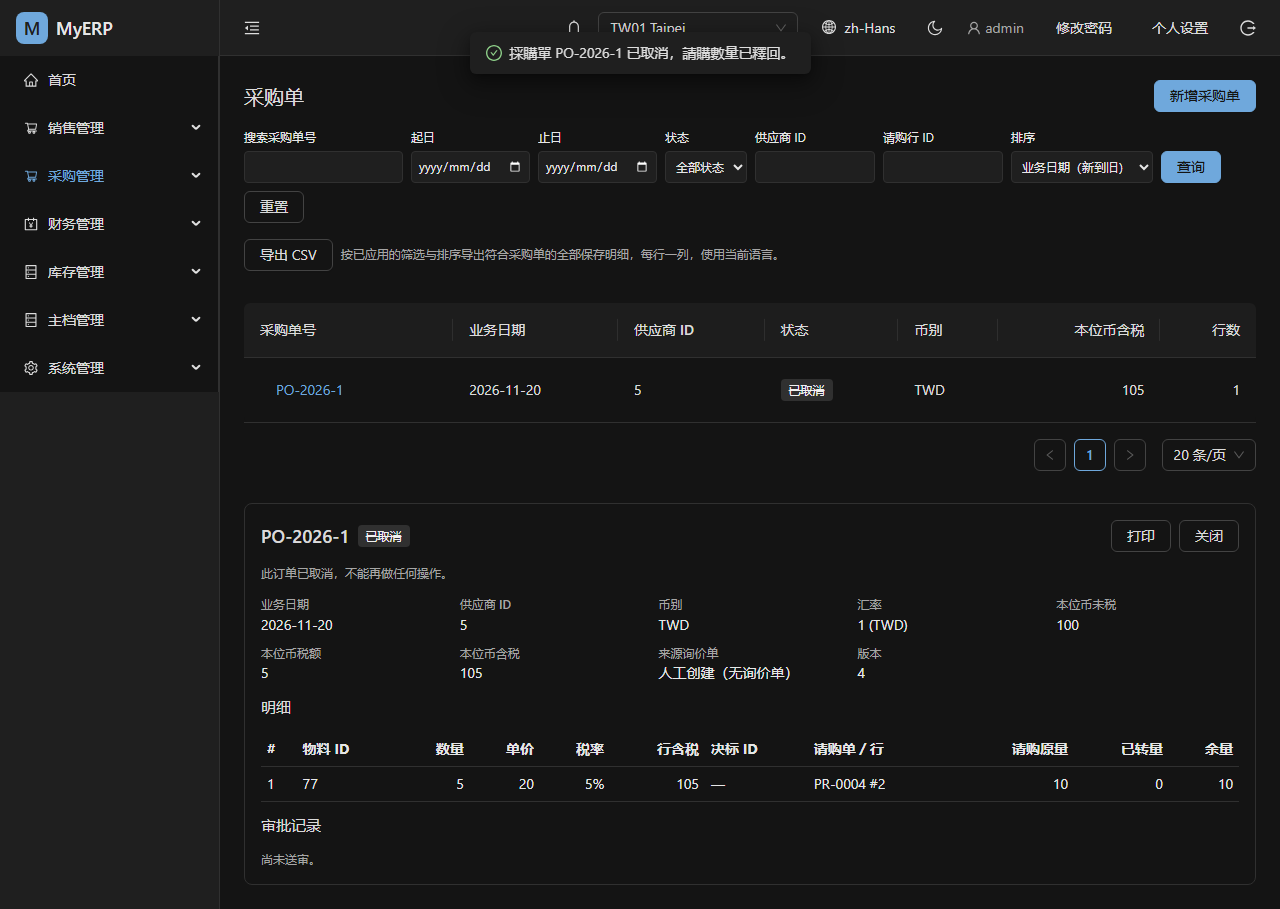 M MyERP
TW01 Taipei
zh-Hans
admin
修改密码
个人设置
採購單 PO-2026-1 已取消，請購數量已釋回。
首页
销售管理
采购管理
财务管理
库存管理
主档管理
系统管理
采购单
新增采购单
搜索采购单号
起日
止日
状态
供应商 ID
请购行 ID
排序
yyyy/mm/dd
yyyy/mm/dd
全部状态
业务日期（新到旧）
查询
重置
导出 CSV
按已应用的筛选与排序导出符合采购单的全部保存明细，每行一列，使用当前语言。
采购单号 业务日期 供应商 ID 状态 币别 本位币含税 行数
PO-2026-1 2026-11-20 5 已取消 TWD 105 1
1
20 条/页
PO-2026-1 已取消
打印
关闭
此订单已取消，不能再做任何操作。
业务日期 供应商 ID 币别 汇率 本位币未税
2026-11-20 5 TWD 1 (TWD) 100
本位币税额 本位币含税 来源询价单 版本
5 105 人工创建（无询价单） 4
明细
# 物料 ID 数量 单价 税率 行含税 决标 ID 请购单 / 行 请购原量 已转量 余量
1 77 5 20 5% 105 — PR-0004 #2 10 0 10
审批记录
尚未送审。